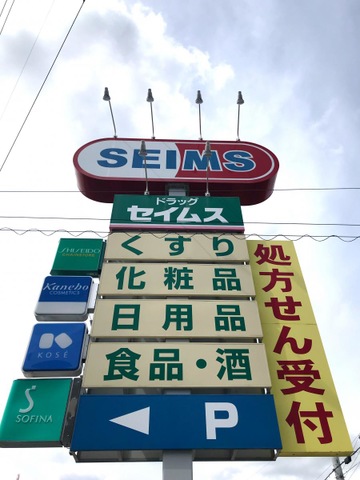 SEIMS
ドラッグ
セイムス
くすり
化粧品
日用品
食品・酒
P
処方せん受付
SHISEIDO
Kanebo
COSMETICS
KOSÉ
S
SOFINA